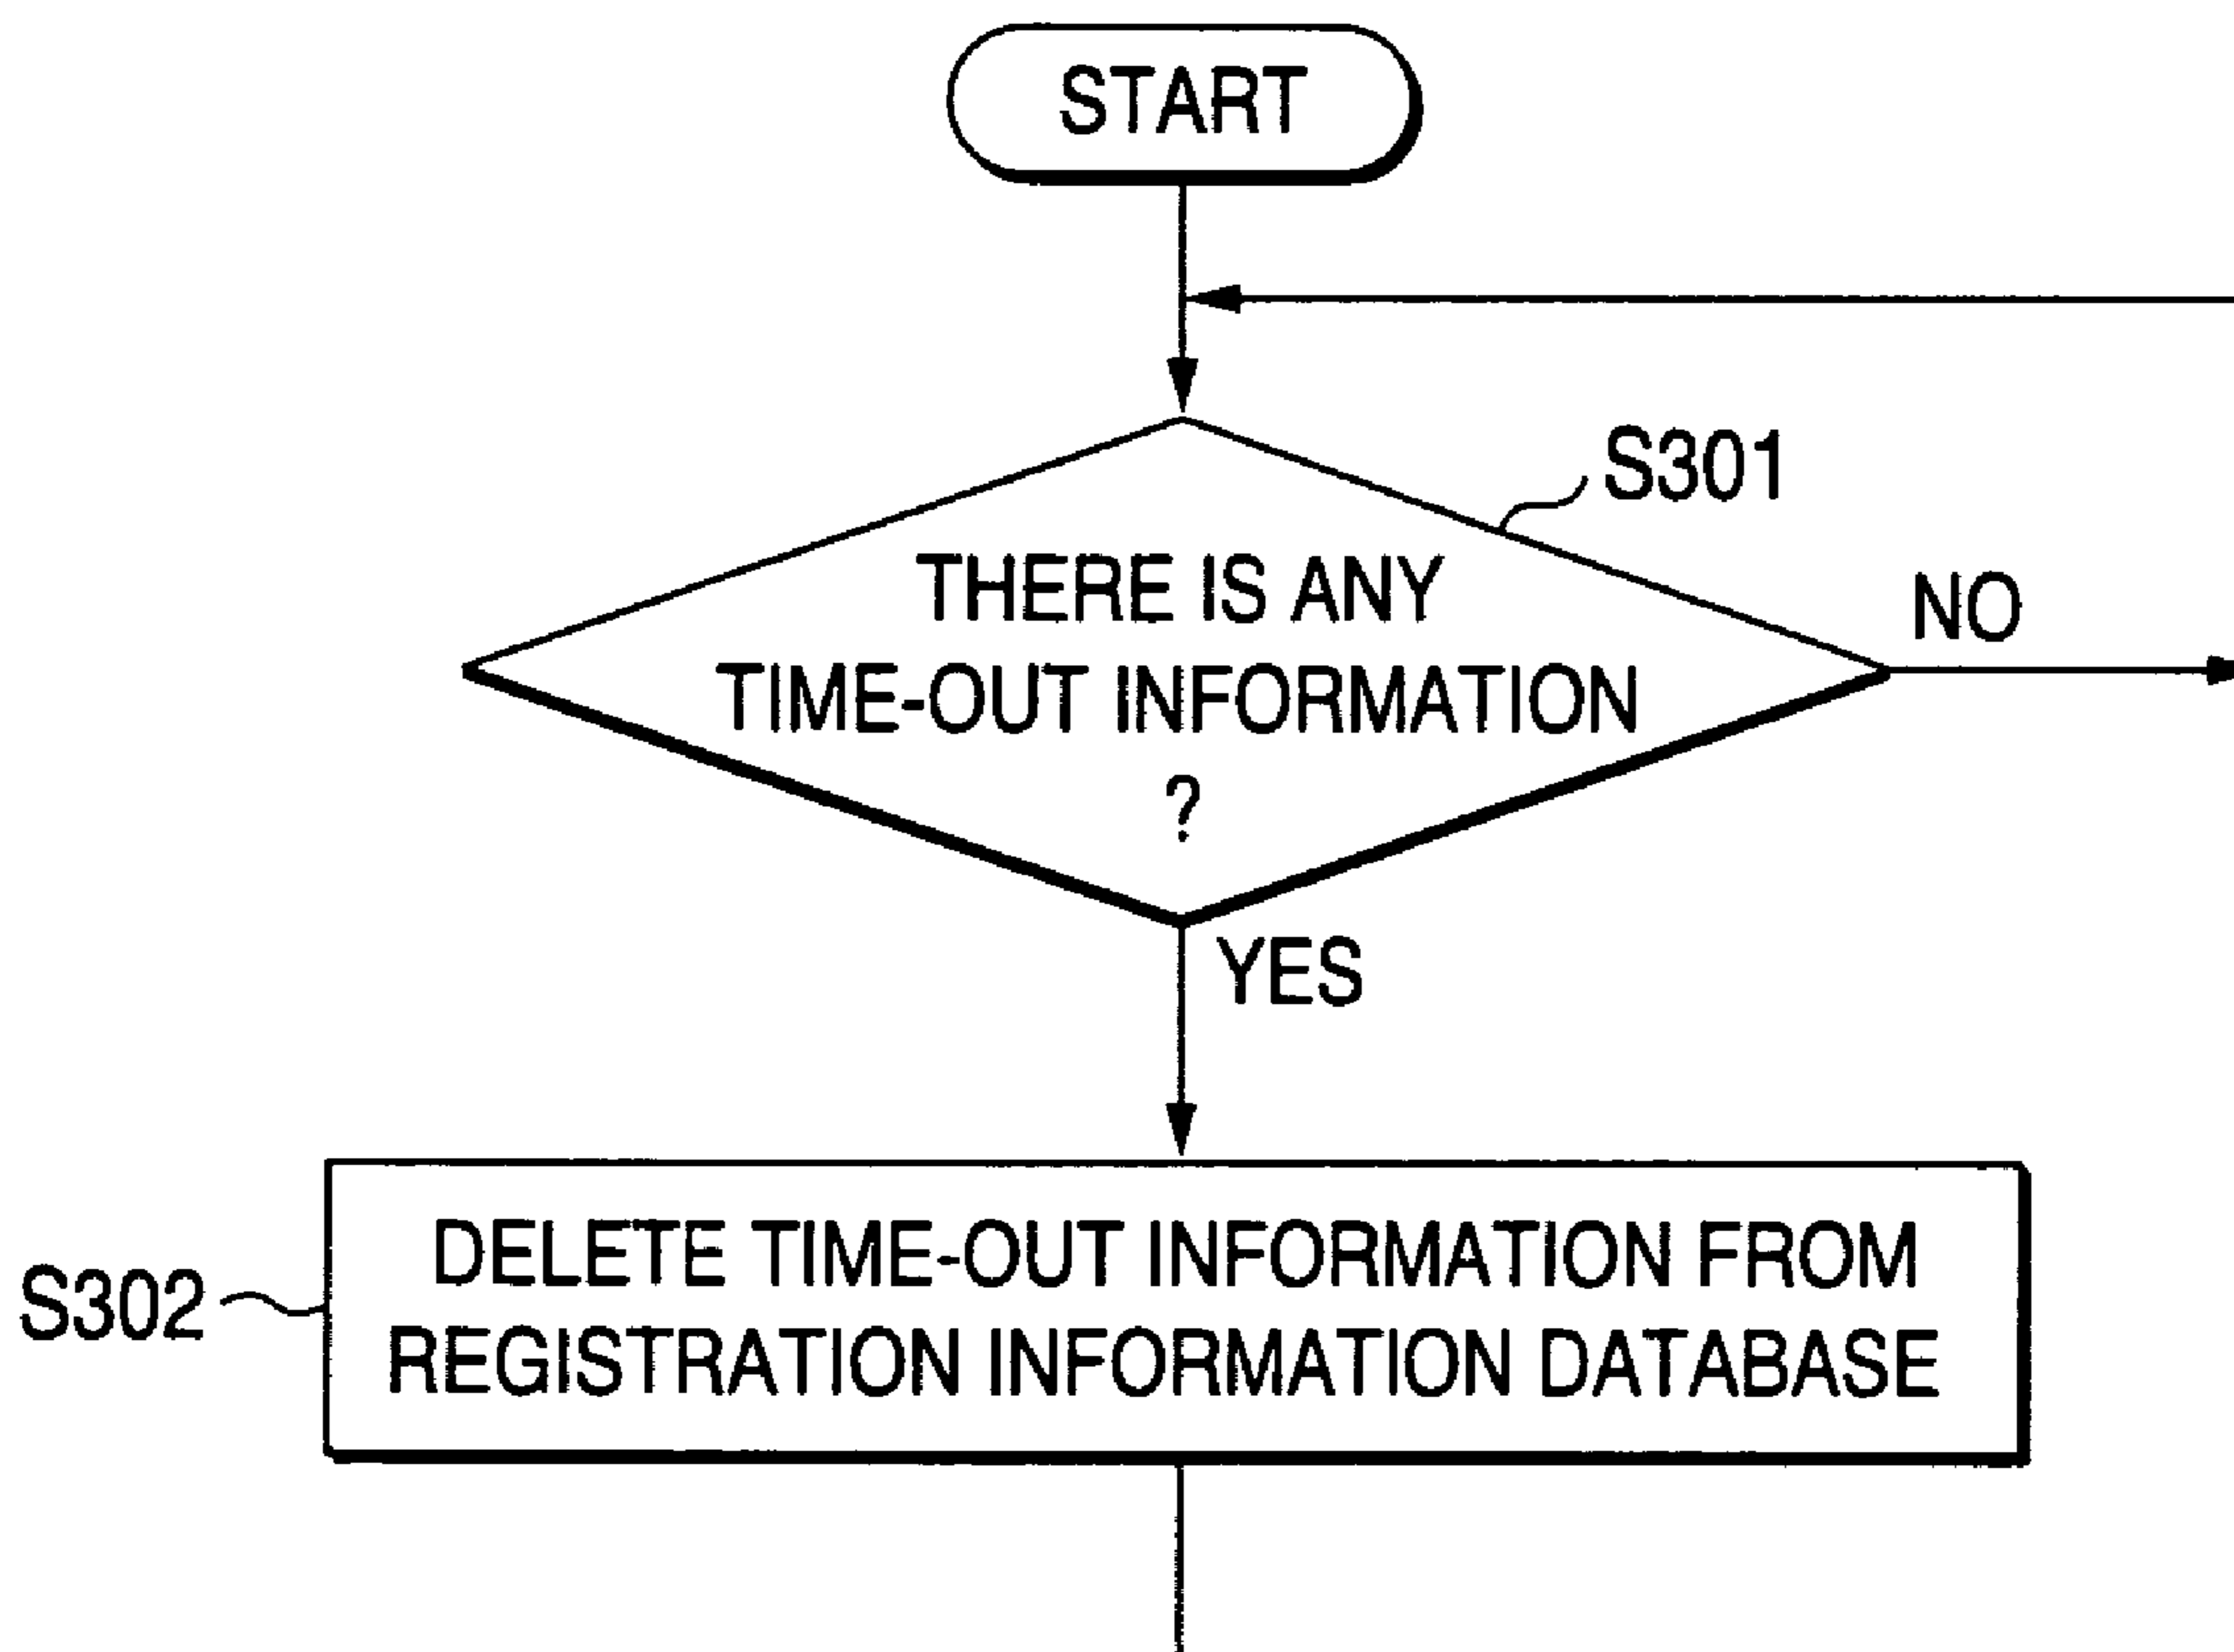 START
S301
THERE IS ANY
TIME-OUT INFORMATION
?
NO
YES
S302
DELETE TIME-OUT INFORMATION FROM
REGISTRATION INFORMATION DATABASE